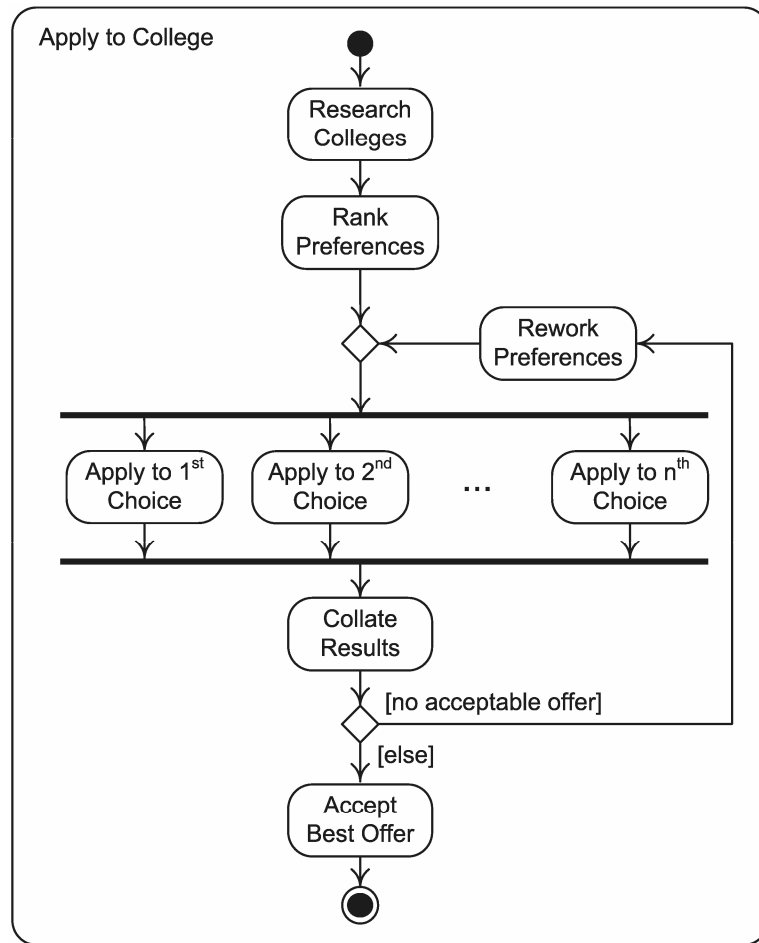 Apply to College
Research
Colleges
Rank
Preferences
Rework
Preferences
Apply to 1st
Choice
Apply to 2nd
Choice
...
Apply to nth
Choice
Collate
Results
[no acceptable offer]
[else]
Accept
Best Offer